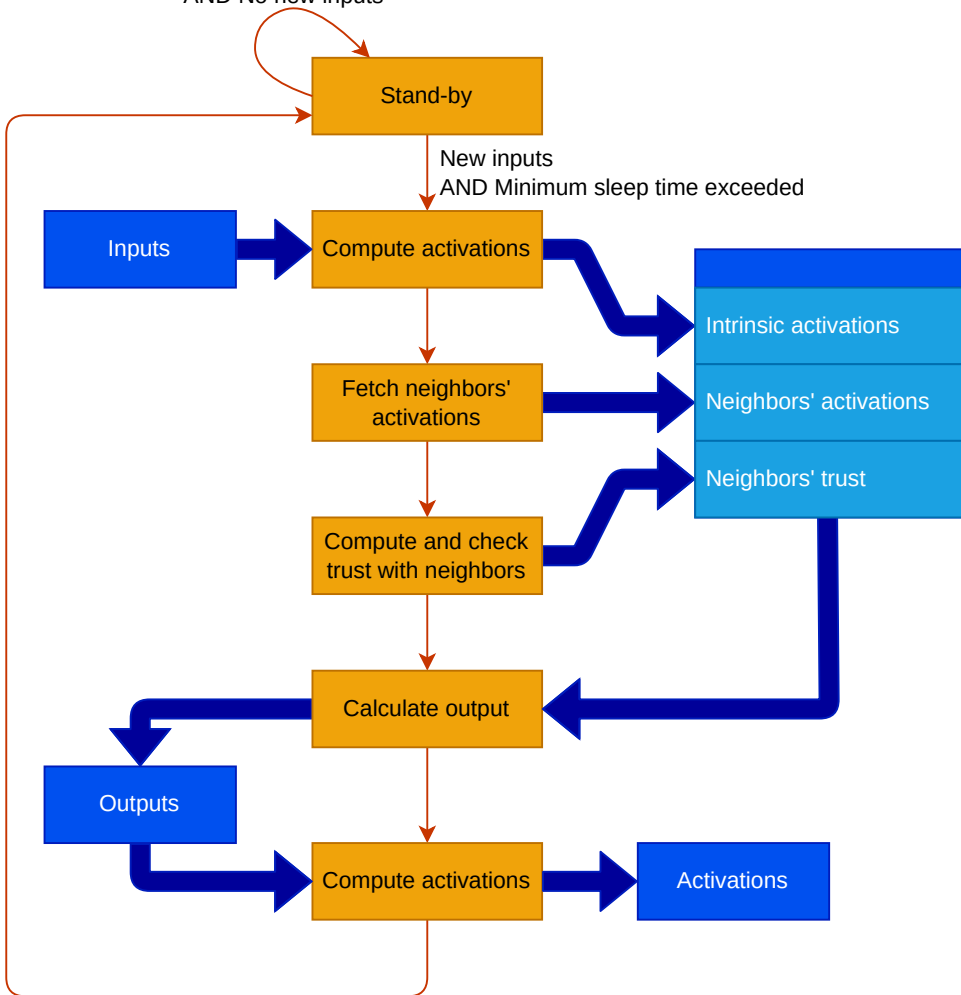 AND No new inputs
Stand-by
New inputs
AND Minimum sleep time exceeded
Inputs
Compute activations
Intrinsic activations
Fetch neighbors'
activations
Neighbors' activations
Neighbors' trust
Compute and check
trust with neighbors
Calculate output
Outputs
Compute activations
Activations